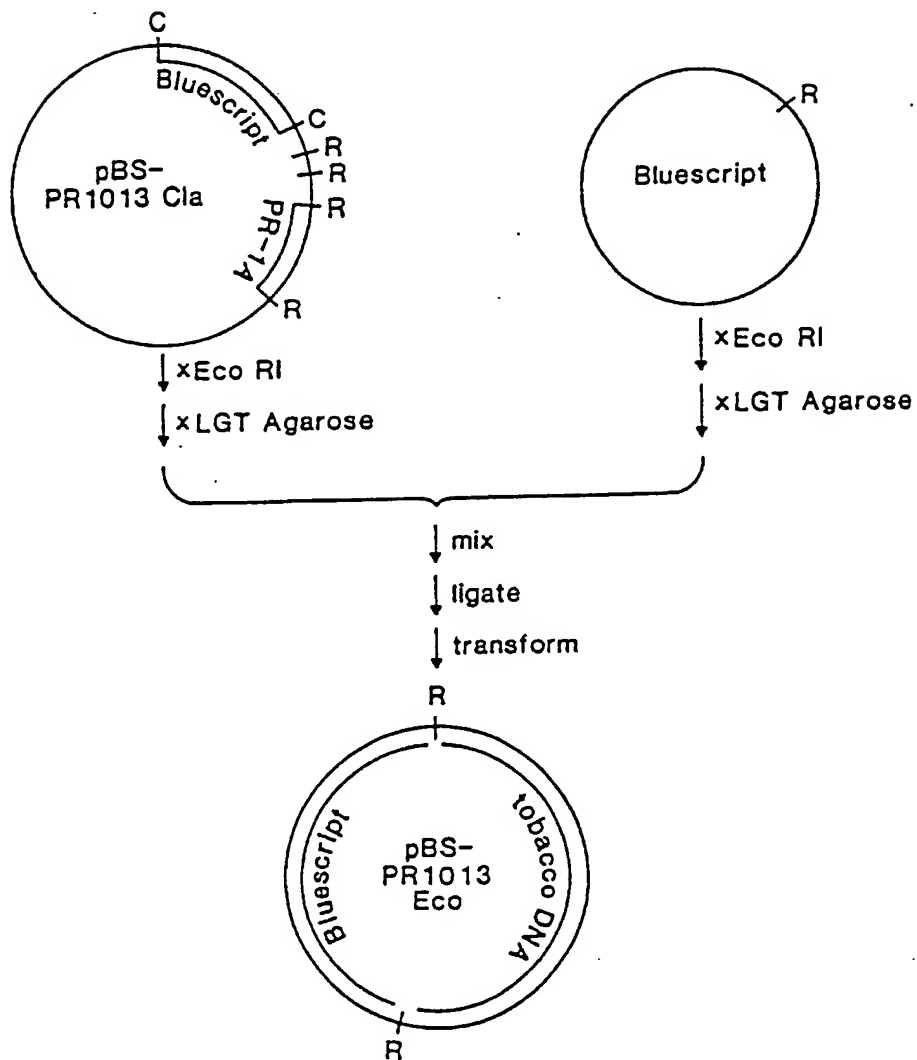 C
Bluescript
C
R
R
R
pBS-
PR1013 Cla
PR-1A
R
R
Bluescript
xEco RI
xLGT Agarose
xEco RI
xLGT Agarose
mix
ligate
transform
R
Bluescript
pBS-
PR1013
Eco
tobacco DNA
R